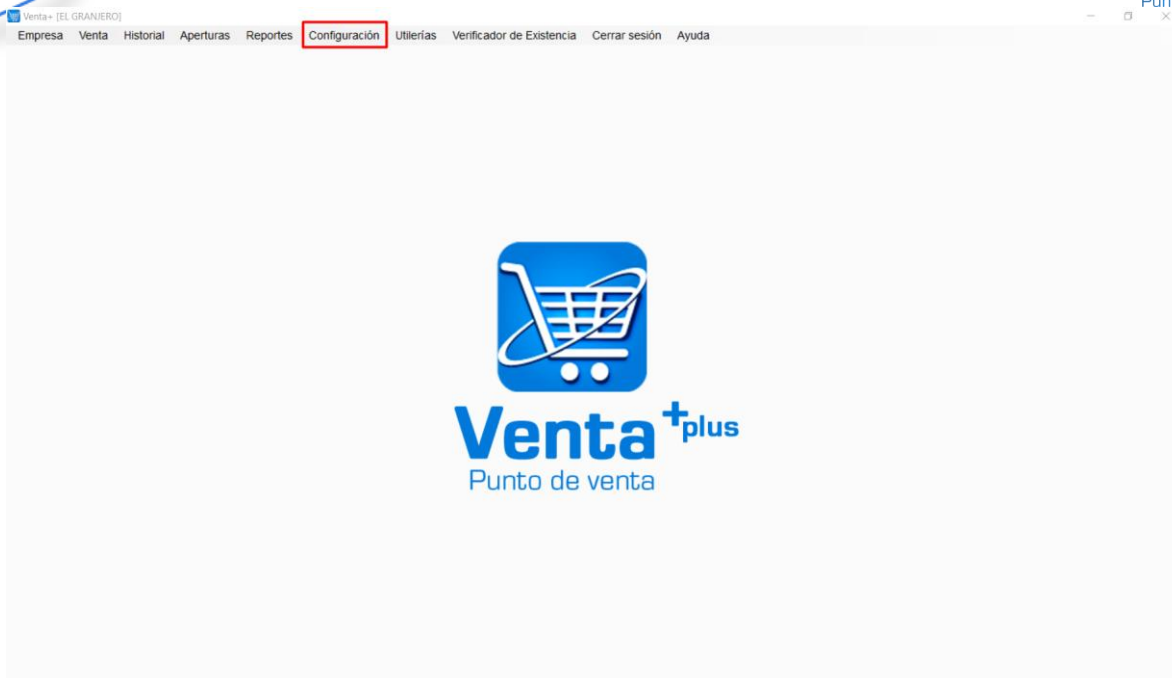 Venta+ [EL GRANJERO]
Empresa Venta Historial Aperturas Reportes Configuración Utilerías Verificador de Existencia Cerrar sesión Ayuda
Venta +plus
Punto de venta